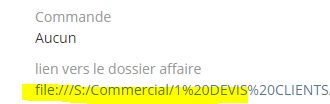 Commande
Aucun
lien vers le dossier affaire
file:///S:/Commercial/1%20DEVIS%20CLIENTS.